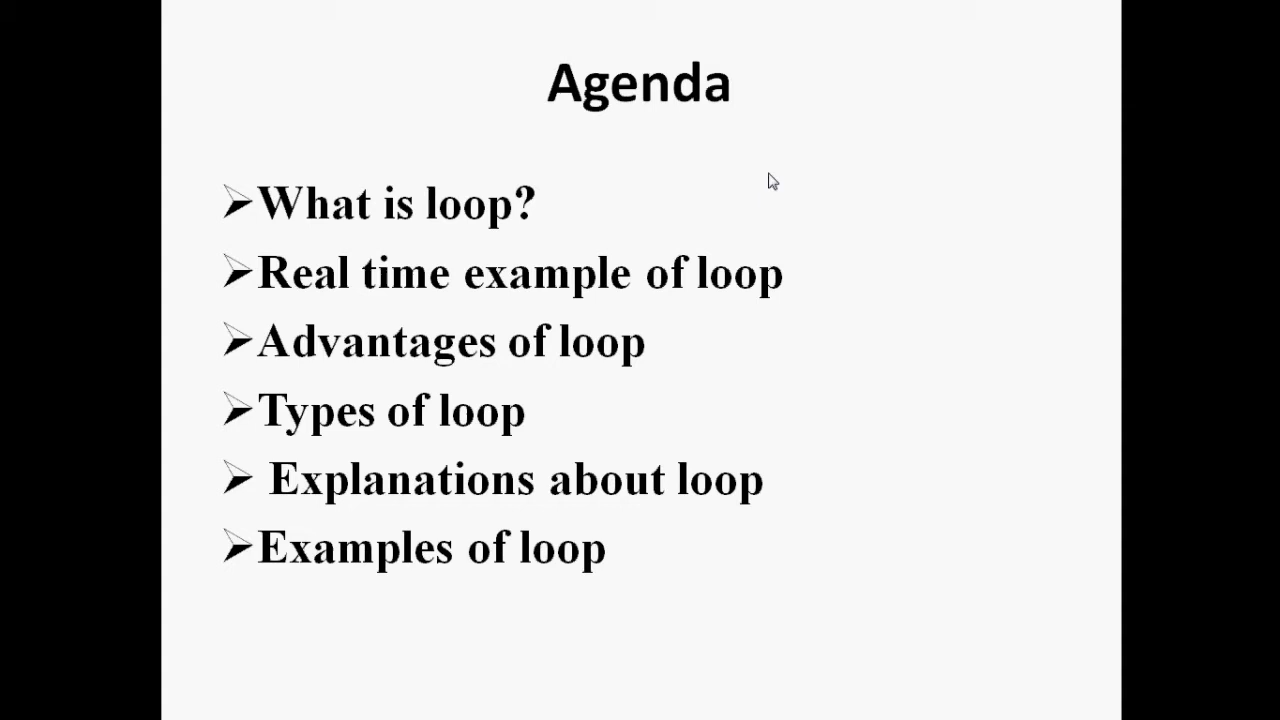 Agenda
➢What is loop?
➢Real time example of loop
➢Advantages of loop
➢Types of loop
➢ Explanations about loop
➢Examples of loop